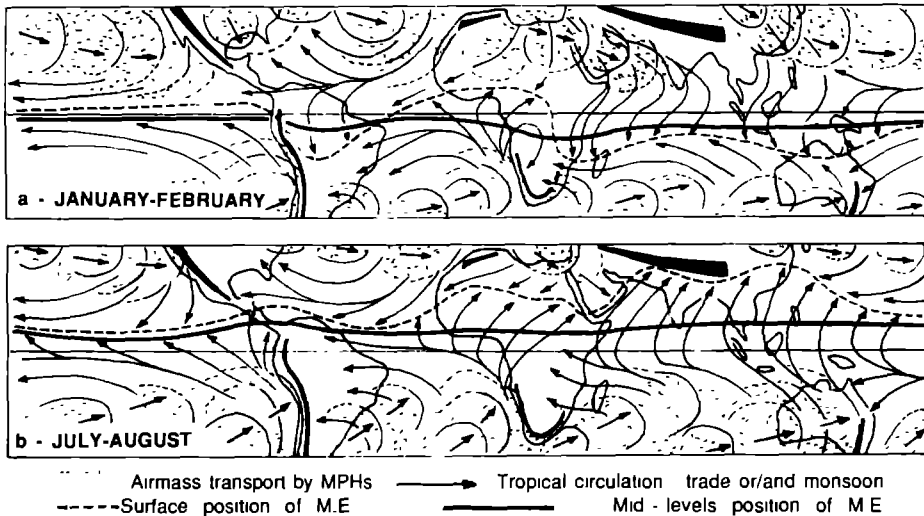 a - JANUARY-FEBRUARY
b - JULY-AUGUST
Airmass transport by MPHs Tropical circulation trade or/and monsoon
Surface position of M.E Mid-levels position of M E